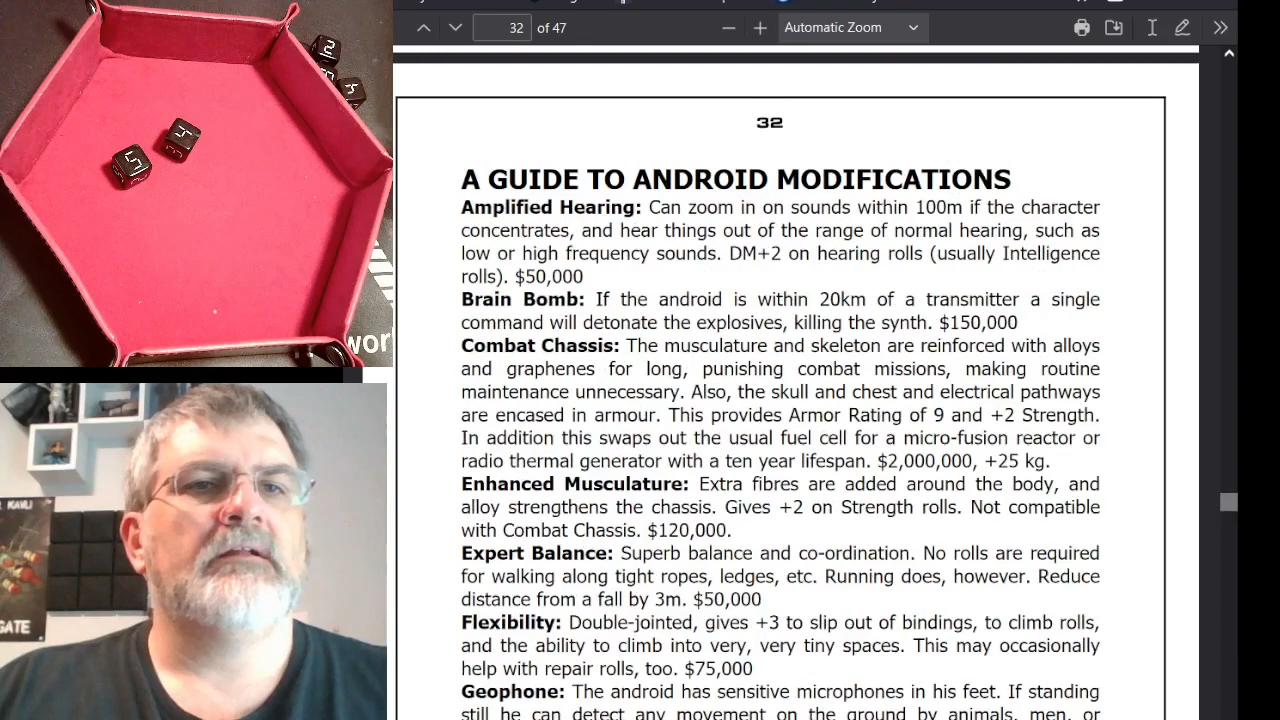 32 of 47
Automatic Zoom
32
A GUIDE TO ANDROID MODIFICATIONS
Amplified Hearing: Can zoom in on sounds within 100m if the character
concentrates, and hear things out of the range of normal hearing, such as
low or high frequency sounds. DM+2 on hearing rolls (usually Intelligence
rolls). $50,000
Brain Bomb: If the android is within 20km of a transmitter a single
command will detonate the explosives, killing the synth. $150,000
Combat Chassis: The musculature and skeleton are reinforced with alloys
and graphenes for long, punishing combat missions, making routine
maintenance unnecessary. Also, the skull and chest and electrical pathways
are encased in armour. This provides Armor Rating of 9 and +2 Strength.
In addition this swaps out the usual fuel cell for a micro-fusion reactor or
radio thermal generator with a ten year lifespan. $2,000,000, +25 kg.
Enhanced Musculature: Extra fibres are added around the body, and
alloy strengthens the chassis. Gives +2 on Strength rolls. Not compatible
with Combat Chassis. $120,000.
Expert Balance: Superb balance and co-ordination. No rolls are required
for walking along tight ropes, ledges, etc. Running does, however. Reduce
distance from a fall by 3m. $50,000
Flexibility: Double-jointed, gives +3 to slip out of bindings, to climb rolls,
and the ability to climb into very, very tiny spaces. This may occasionally
help with repair rolls, too. $75,000
Geophone: The android has sensitive microphones in his feet. If standing
still he can detect any movement on the ground by animals, men, or
wor
5
4
2
GATE